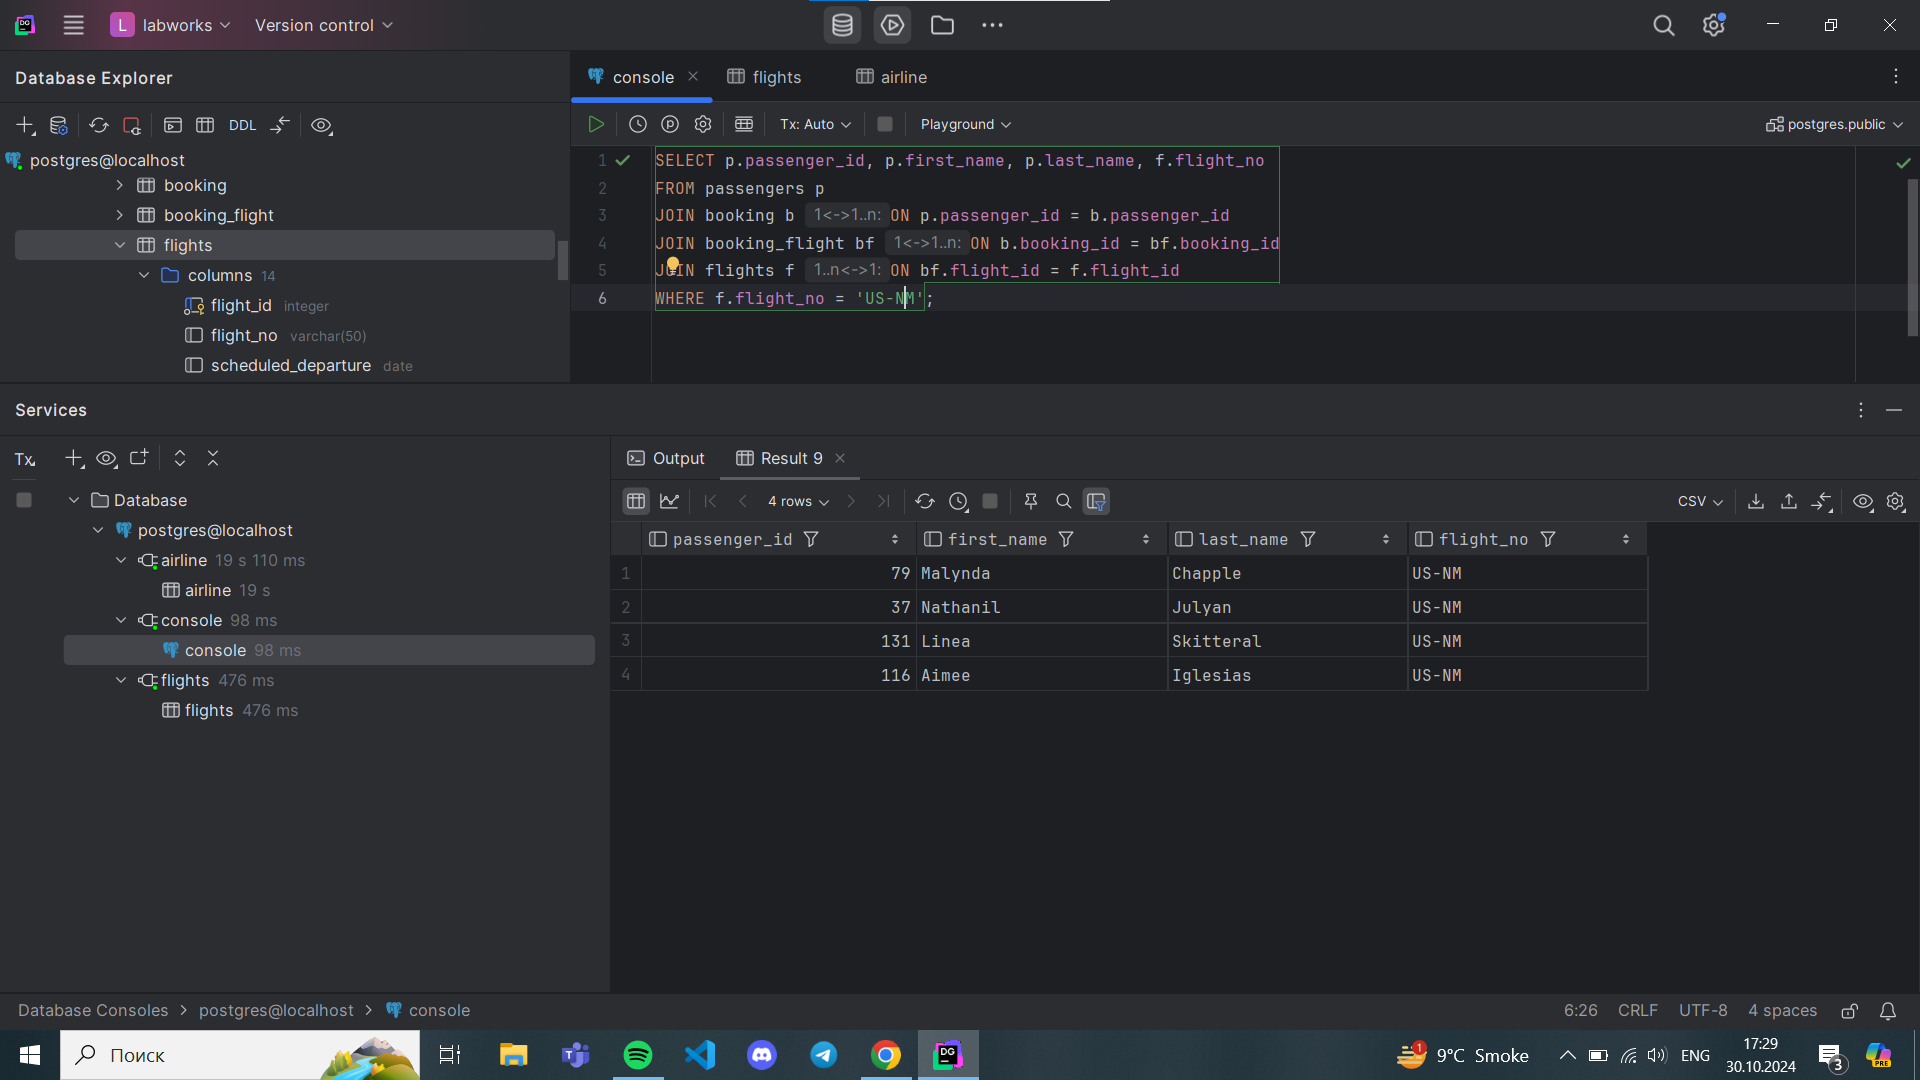 L labworks Version control
Database Explorer
console
flights
airline
DDL
Tx: Auto
Playground
postgres.public
postgres@localhost
booking
booking_flight
flights
columns 14
flight_id integer
flight_no varchar(50)
scheduled_departure date
1 SELECT p.passenger_id, p.first_name, p.last_name, f.flight_no
2 FROM passengers p
3 JOIN booking b 1<->1..n: ON p.passenger_id = b.passenger_id
4 JOIN booking_flight bf 1<->1..n: ON b.booking_id = bf.booking_id
5 JOIN flights f 1..n<->1: ON bf.flight_id = f.flight_id
6 WHERE f.flight_no = 'US-NM';
Services
Tx
Database
postgres@localhost
airline 19 s 110 ms
airline 19 s
console 98 ms
console 98 ms
flights 476 ms
flights 476 ms
Output
Result 9
4 rows
CSV
passenger_id first_name last_name flight_no
1 79 Malynda Chapple US-NM
2 37 Nathanil Julyan US-NM
3 131 Linea Skitteral US-NM
4 116 Aimee Iglesias US-NM
Database Consoles > postgres@localhost > console
6:26 CRLF UTF-8 4 spaces
Поиск
DG
1
9°C Smoke
ENG
17:29
30.10.2024
3
PRE